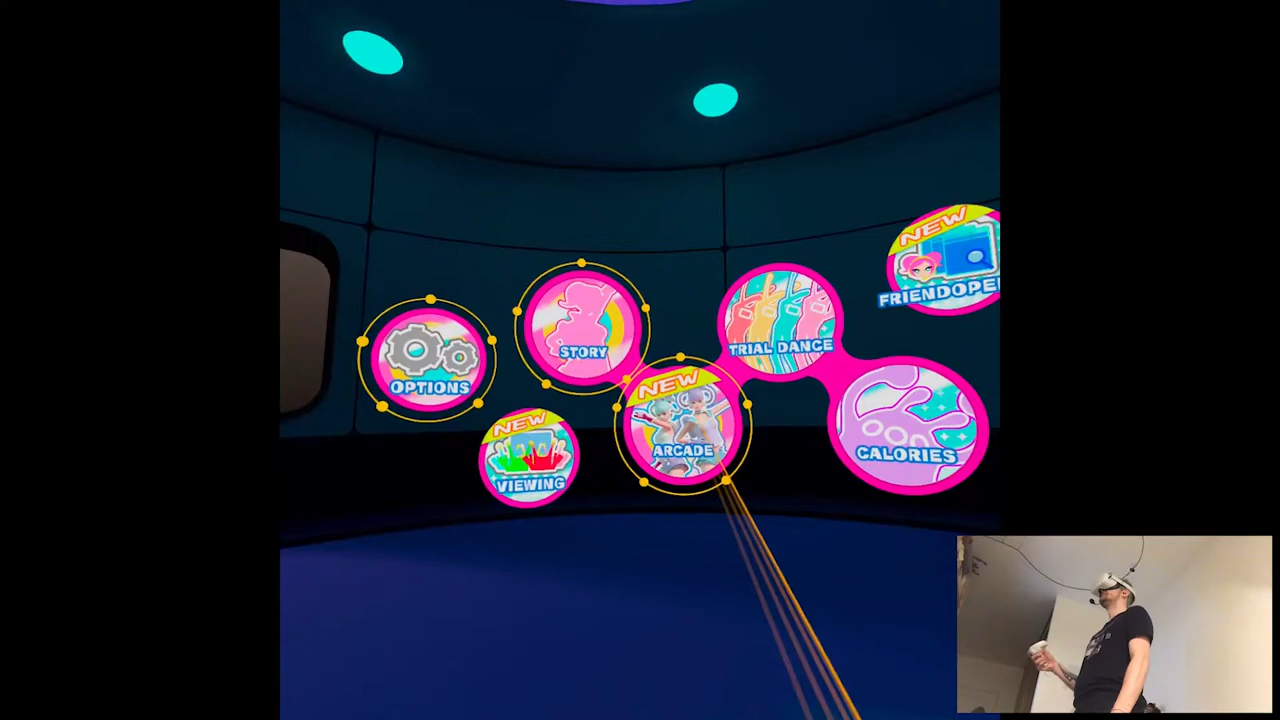 NEW
FRIENDOPE
STORY
TRIAL DANCE
OPTIONS
NEW
ARCADE
CALORIES
NEW
VIEWING